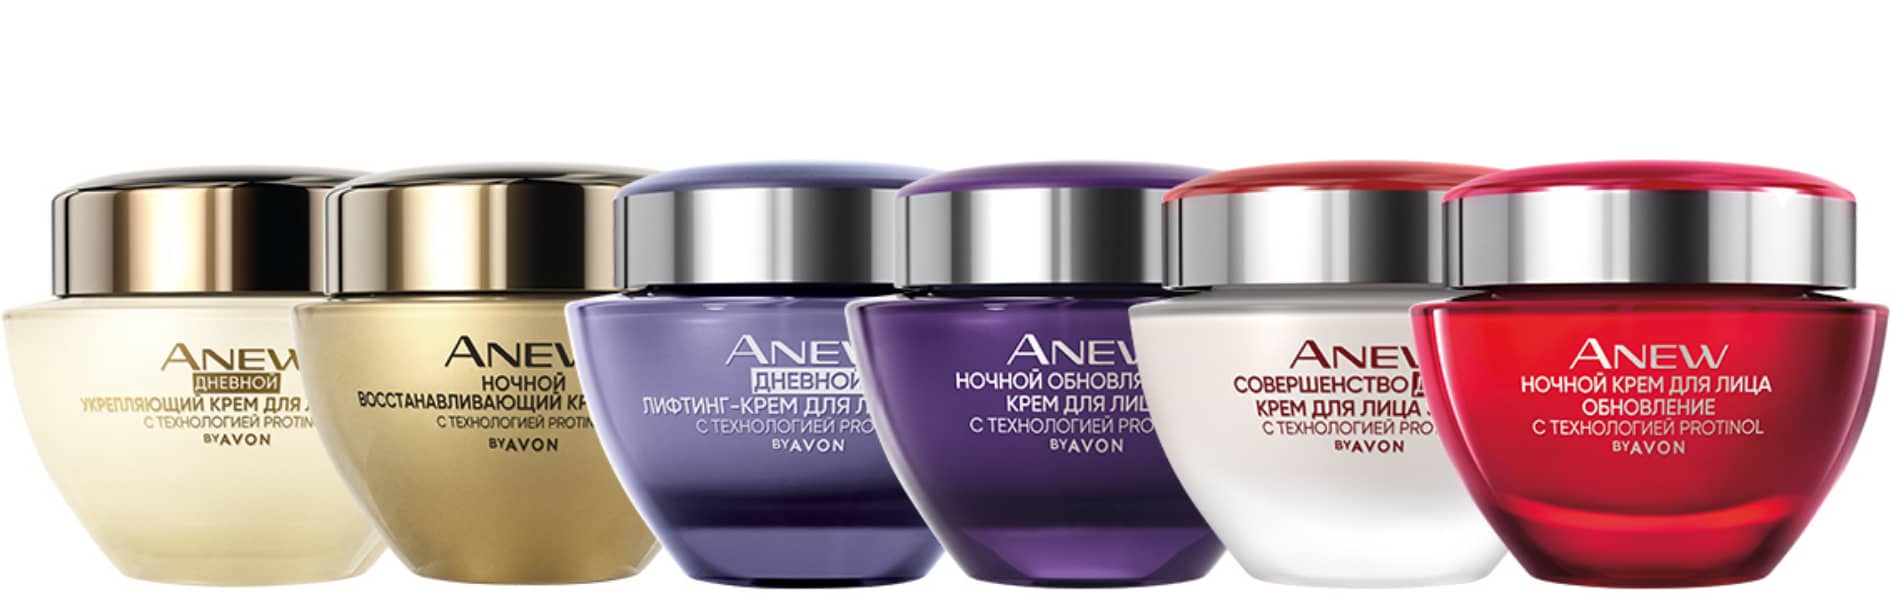 ANEW
ДНЕВНОЙ
УКРЕПЛЯЮЩИЙ КРЕМ ДЛЯ
С ТЕХНОЛОГИЕЙ
BY AVON
ANEW
НОЧНОЙ
ВОССТАНАВЛИВАЮЩИЙ
С ТЕХНОЛОГИЕЙ
BY AVON
ANEW
ДНЕВНОЙ
ЛИФТИНГ-КРЕМ ДЛЯ
С ТЕХНОЛОГИЕЙ
BY AVON
ANEW
НОЧНОЙ
КРЕМ ДЛЯ
С ТЕХНОЛОГИЕЙ
BY AVON
ANEW
СОВЕРШЕНСТВО
КРЕМ ДЛЯ ЛИЦА
С ТЕХНОЛОГИЕЙ
BY AVON
ANEW
НОЧНОЙ КРЕМ ДЛЯ ЛИЦА
ОБНОВЛЕНИЕ
С ТЕХНОЛОГИЕЙ PROTINOL
BY AVON